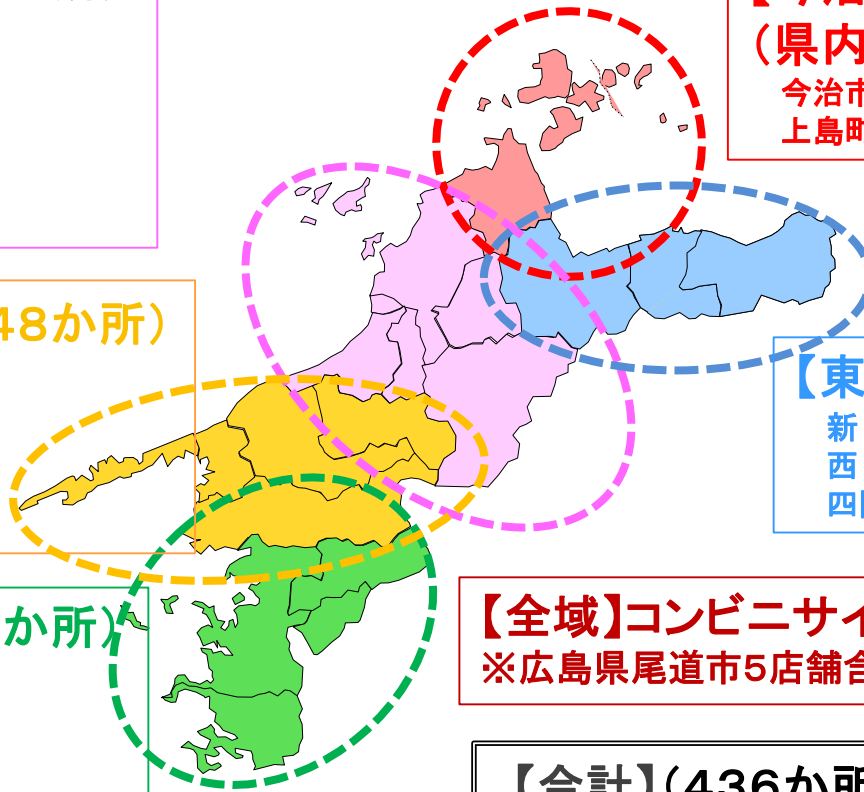 （県内
今治市
上島町
48か所）
【東
新
西
四
か所）
【全域】コンビニサイ
※広島県尾道市5店舗含
【合計】（436か所